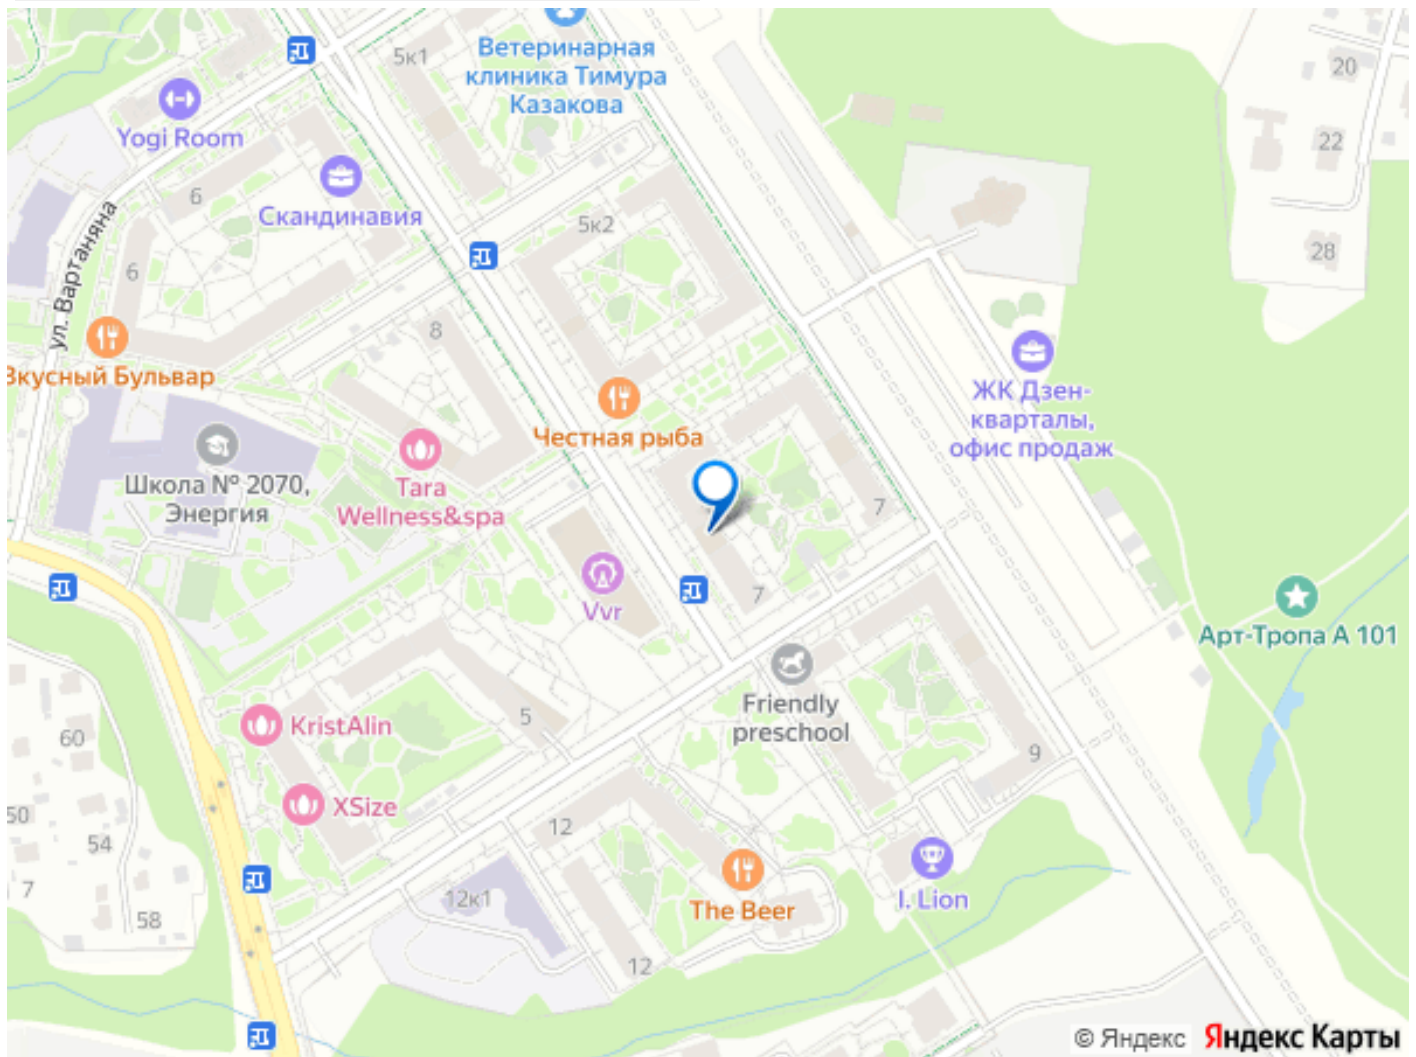 5к1
Ветеринарная
клиника Тимура
Казакова
20
Yogi Room
22
6
Скандинавия
5к2
28
ул. Вартаняна
6
8
Вкусный Бульвар
ЖК Дзен-
кварталы,
офис продаж
Честная рыба
Школа № 2070,
Энергия
Tara
Wellness&spa
7
Vvr
7
Арт-Тропа А 101
Friendly
preschool
5
KristAlin
60
9
XSize
50
54
12
7
12к1
The Beer
I. Lion
58
12
© Яндекс Яндекс Карты